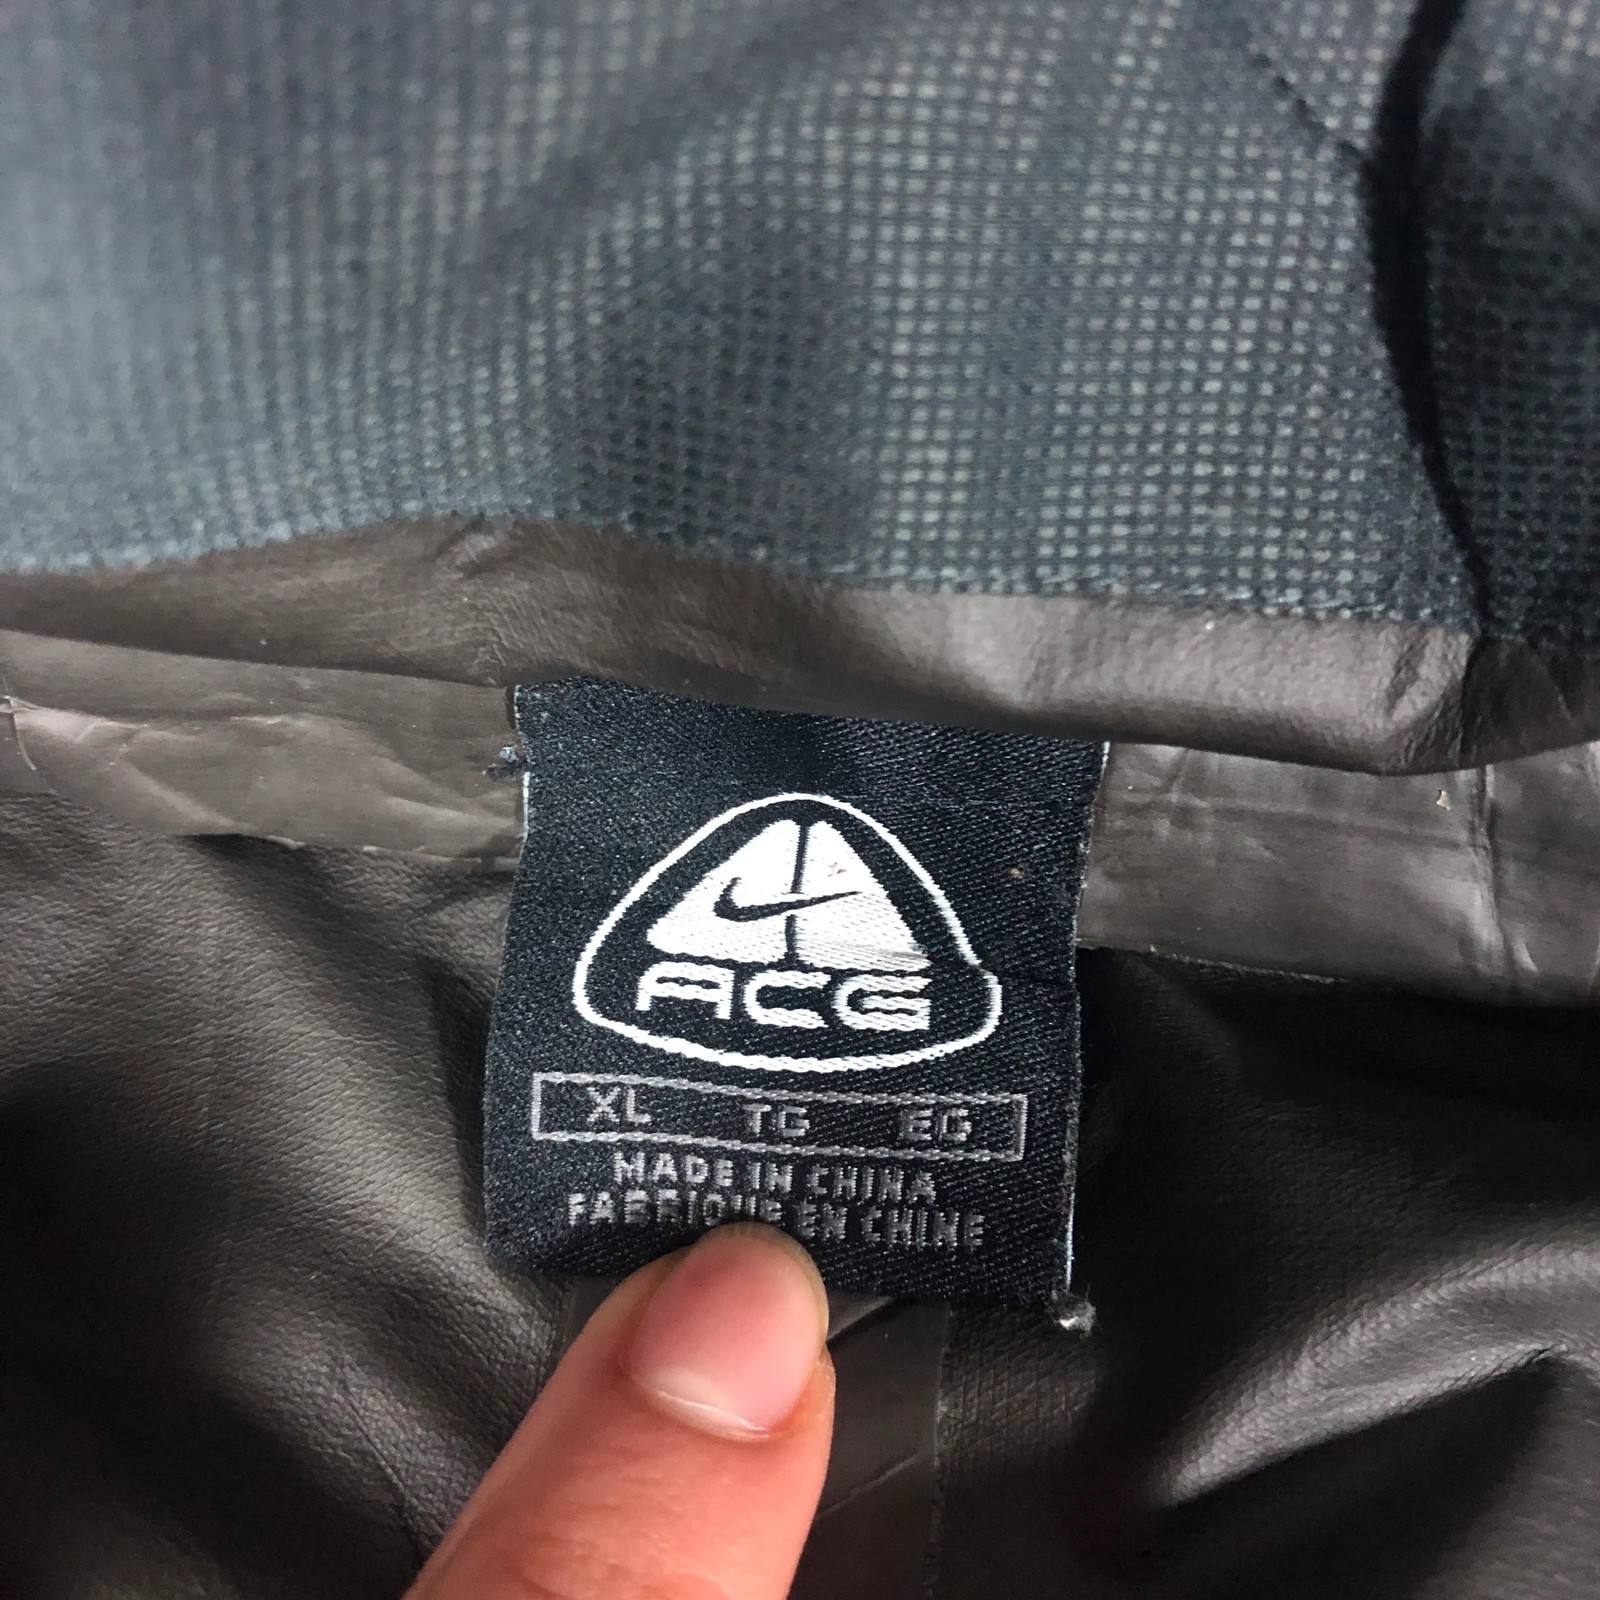 ACG
XL TG EG
MADE IN CHINA
FABRIQUE EN CHINE